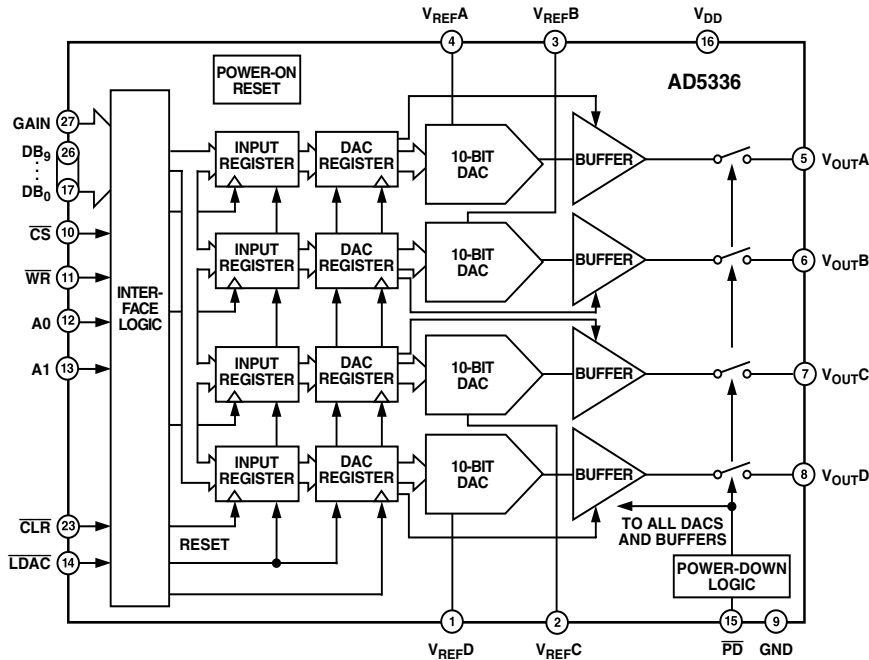 VREFA
VREFB
VDD
4
3
16
POWER-ON
RESET
AD5336
GAIN
27
DB9
26
DB0
17
CS
10
WR
11
A0
12
A1
13
CLR
23
LDAC
14
INTER-
FACE
LOGIC
INPUT
REGISTER
DAC
REGISTER
10-BIT
DAC
BUFFER
5
VOUTA
INPUT
REGISTER
DAC
REGISTER
10-BIT
DAC
BUFFER
6
VOUTB
INPUT
REGISTER
DAC
REGISTER
10-BIT
DAC
BUFFER
7
VOUTC
INPUT
REGISTER
DAC
REGISTER
10-BIT
DAC
BUFFER
8
VOUTD
RESET
TO ALL DACS
AND BUFFERS
POWER-DOWN
LOGIC
1
2
15
9
VREFD
VREFC
PD
GND